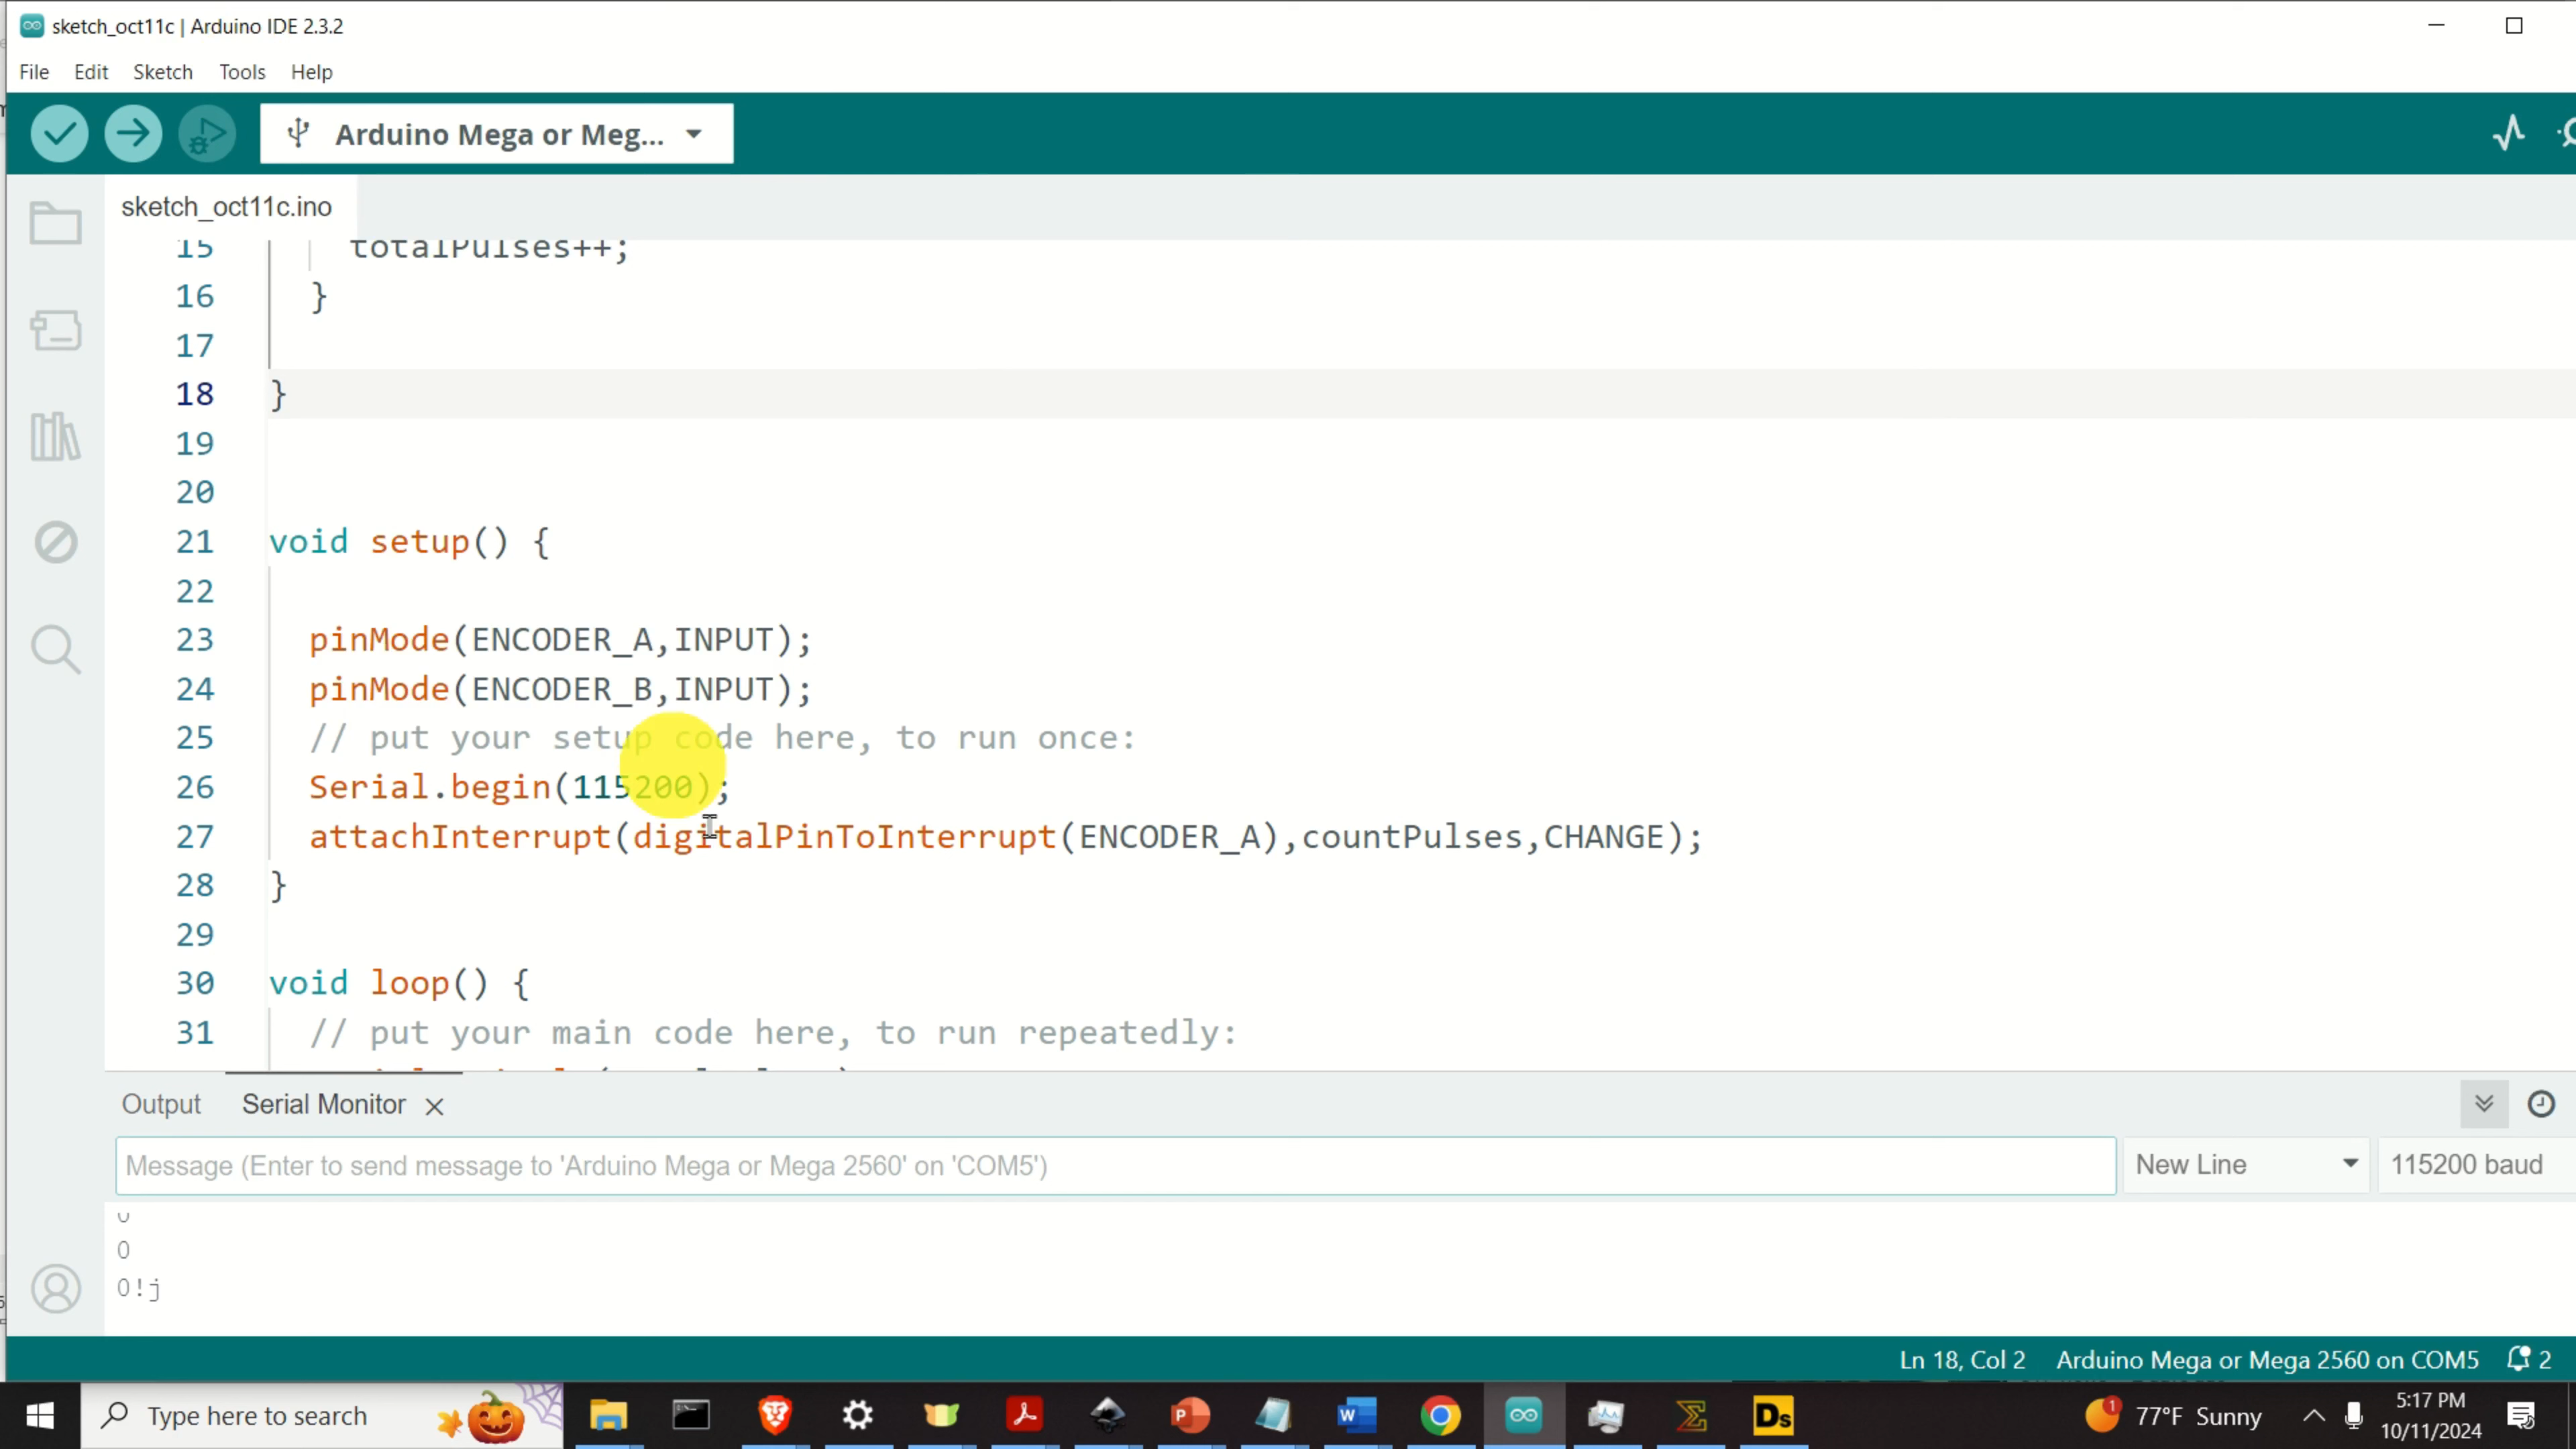 sketch_oct11c | Arduino IDE 2.3.2
File Edit Sketch Tools Help
Arduino Mega or Meg...
sketch_oct11c.ino
15 totalPulses++;
16 }
17
18 }
19
20
21 void setup() {
22
23 pinMode(ENCODER_A,INPUT);
24 pinMode(ENCODER_B,INPUT);
25 // put your setup code here, to run once:
26 Serial.begin(115200);
27 attachInterrupt(digitalPinToInterrupt(ENCODER_A),countPulses,CHANGE);
28 }
29
30 void loop() {
31 // put your main code here, to run repeatedly:
Output Serial Monitor
Message (Enter to send message to 'Arduino Mega or Mega 2560' on 'COM5') New Line 115200 baud
0
0
0!j
Ln 18, Col 2 Arduino Mega or Mega 2560 on COM5 2
Type here to search
P
W
Ds
1
77°F Sunny
5:17 PM
10/11/2024